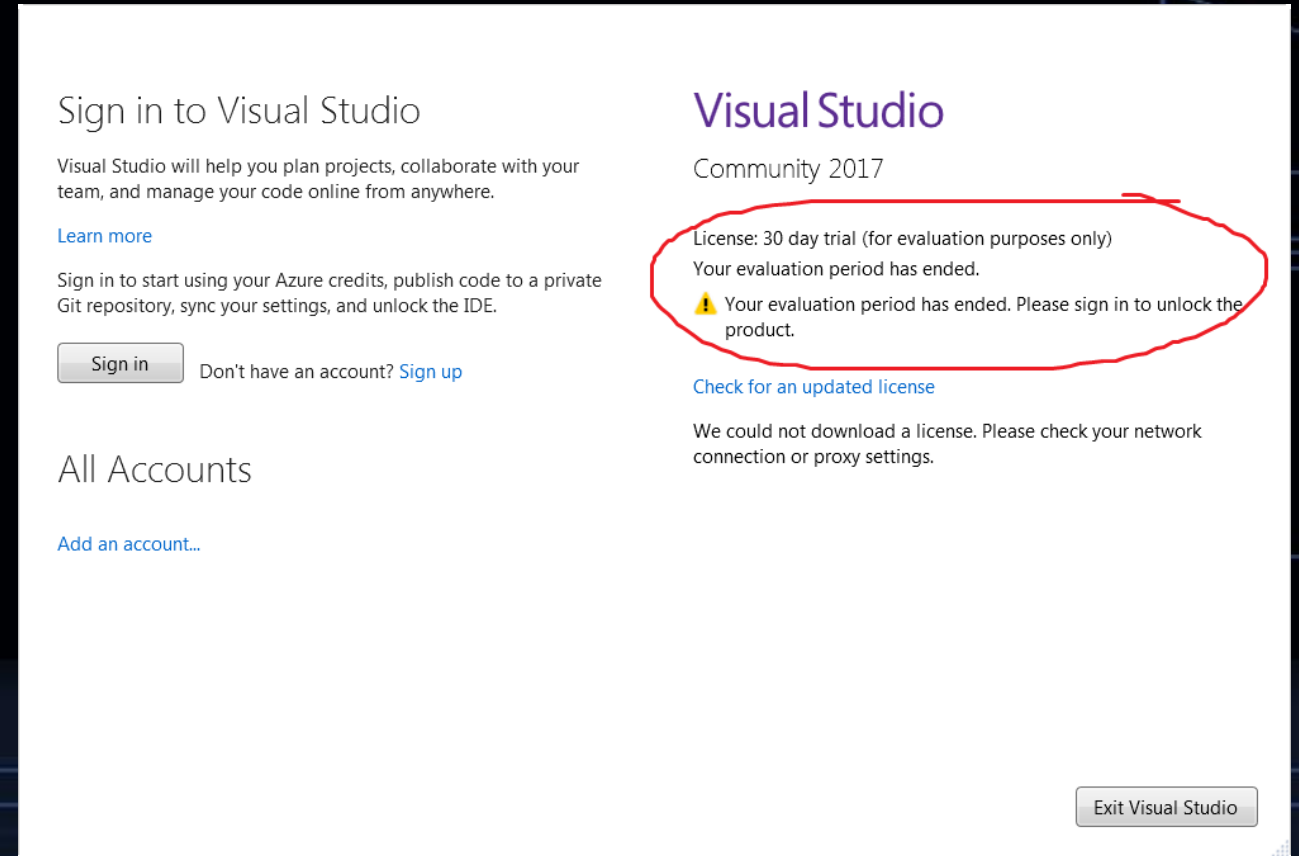 Sign in to Visual Studio
Visual Studio will help you plan projects, collaborate with your
team, and manage your code online from anywhere.
Learn more
Sign in to start using your Azure credits, publish code to a private
Git repository, sync your settings, and unlock the IDE.
Sign in
Don't have an account? Sign up
All Accounts
Add an account...
Visual Studio
Community 2017
License: 30 day trial (for evaluation purposes only)
Your evaluation period has ended.
Your evaluation period has ended. Please sign in to unlock the
product.
Check for an updated license
We could not download a license. Please check your network
connection or proxy settings.
Exit Visual Studio